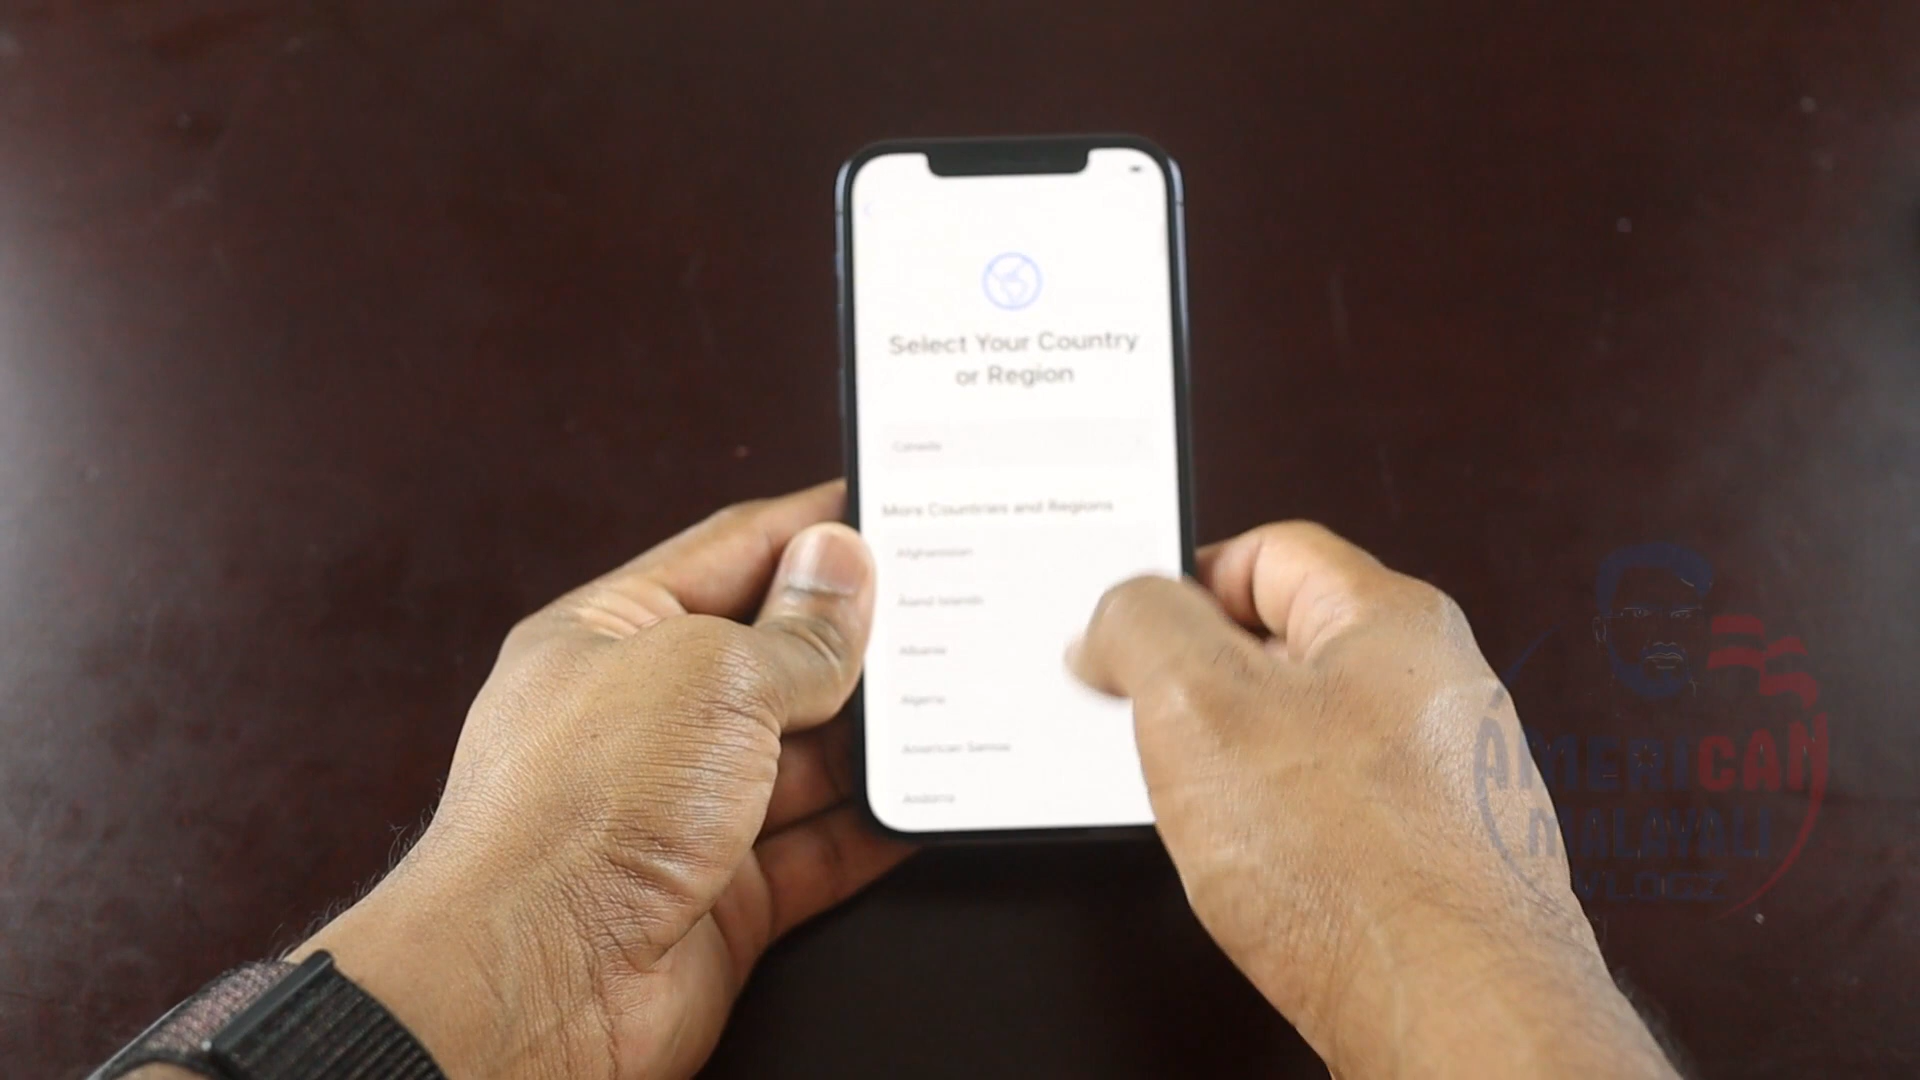 Select Your Country
or Region
Canada
More Countries and Regions
Afghanistan
Åland Islands
Albania
Algeria
American Samoa
Andorra
AMERICAN
MALAYALI
VLOGZ